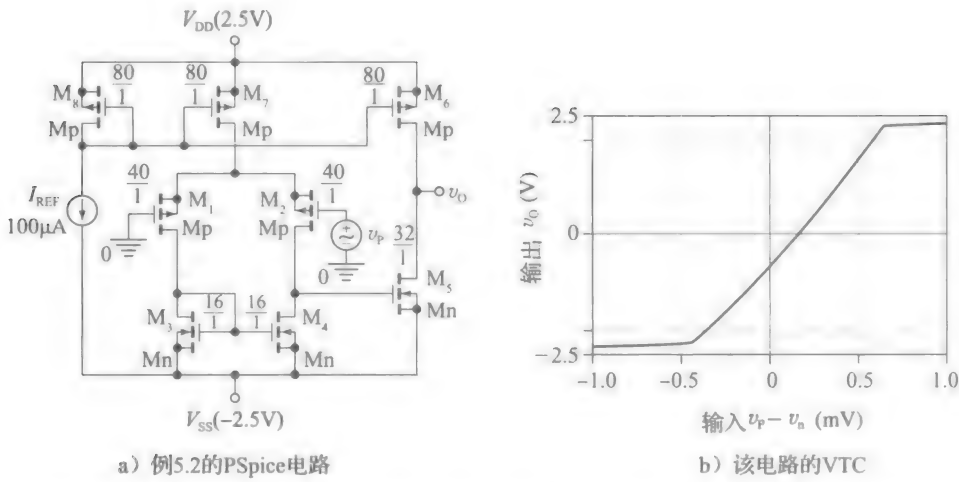 V_DD(2.5V)
80/1
80/1
80/1
M₈
M₇
M₆
Mp
Mp
Mp
I_REF
100μA
40/1
40/1
M₁
M₂
Mp
Mp
0
v_P
0
v_O
32/1
M₅
Mn
M₃
16/1
16/1
M₄
Mn
Mn
V_SS(−2.5V)
a）例5.2的PSpice电路
输出 v_O (V)
2.5
0
−2.5
−1.0
−0.5
0
0.5
1.0
输入v_P − v_n (mV)
b）该电路的VTC